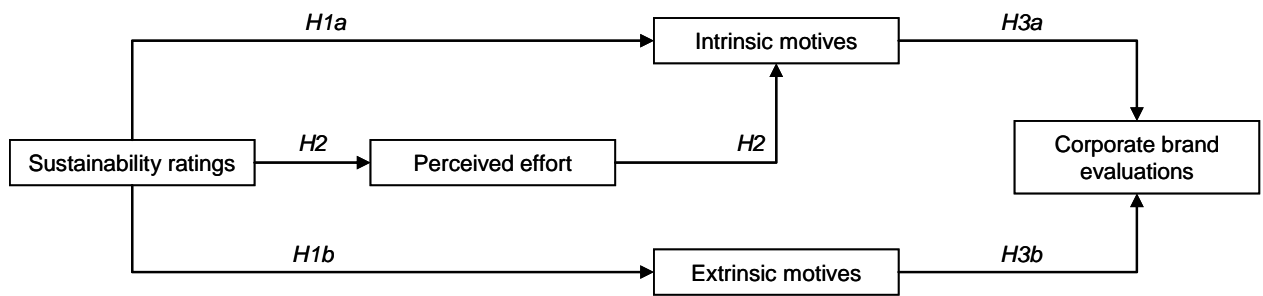 H1a
Intrinsic motives
H3a
Sustainability ratings
H2
Perceived effort
H2
Corporate brand
evaluations
H1b
Extrinsic motives
H3b